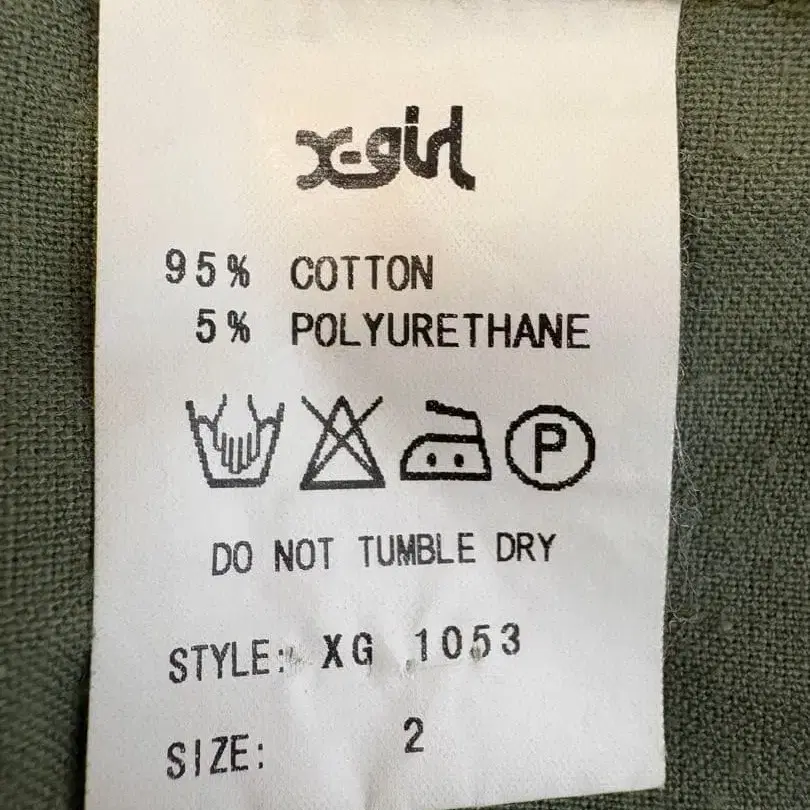 x-girl
95% COTTON
5% POLYURETHANE
P
DO NOT TUMBLE DRY
STYLE: XG 1053
SIZE: 2